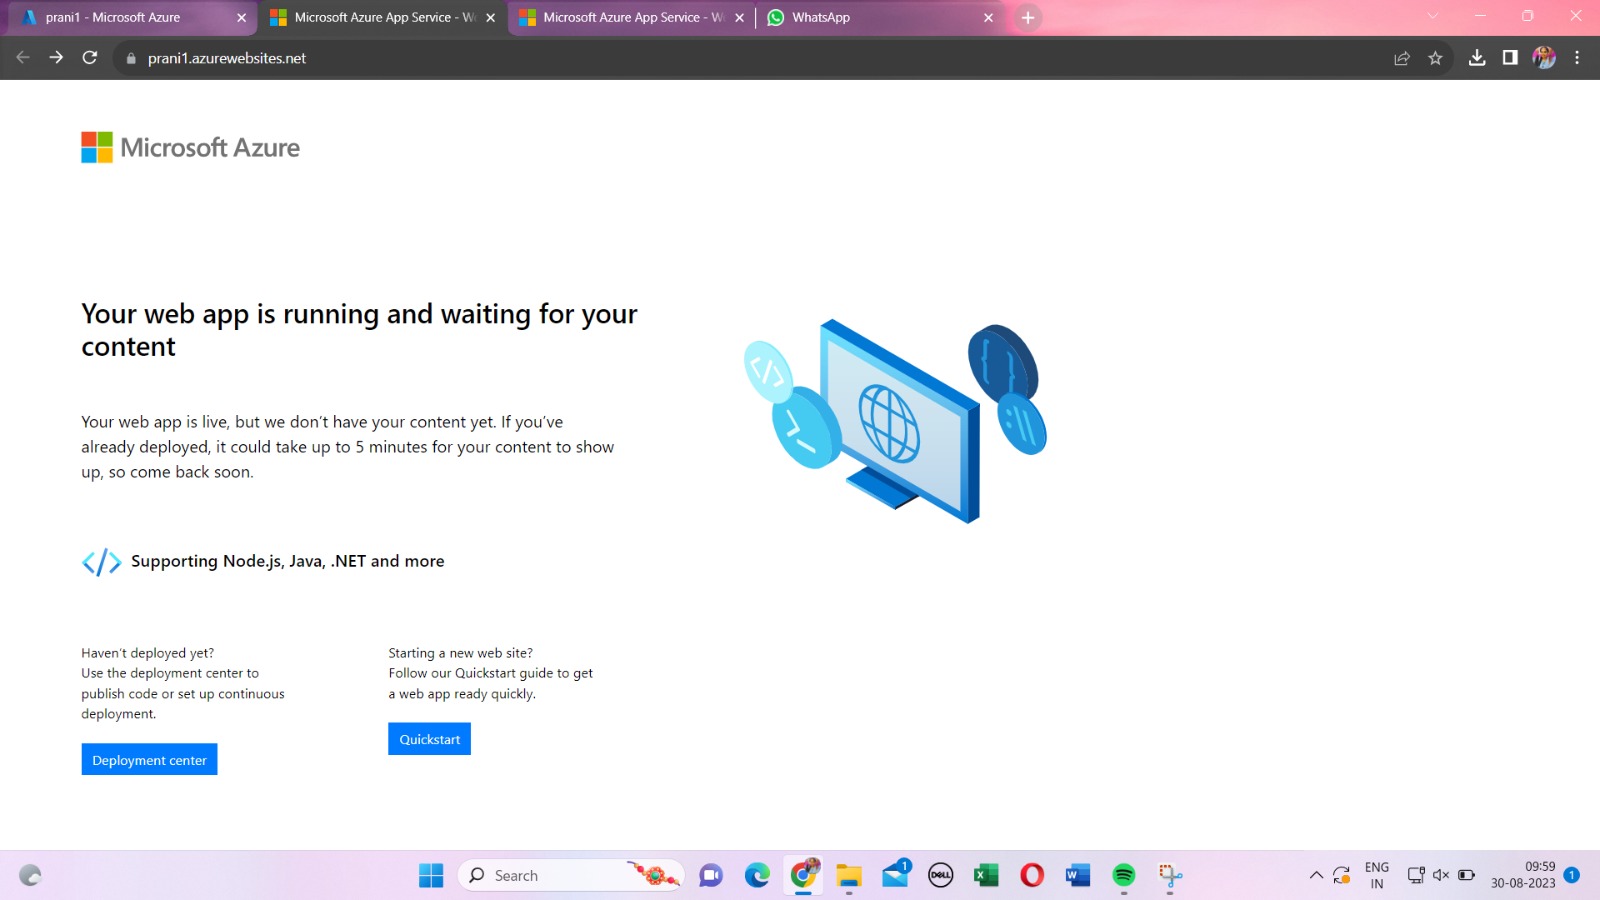 prani1 - Microsoft Azure
Microsoft Azure App Service - W
Microsoft Azure App Service - W
WhatsApp
prani1.azurewebsites.net
Microsoft Azure
Your web app is running and waiting for your
content
Your web app is live, but we don’t have your content yet. If you’ve
already deployed, it could take up to 5 minutes for your content to show
up, so come back soon.
Supporting Node.js, Java, .NET and more
Haven’t deployed yet?
Use the deployment center to
publish code or set up continuous
deployment.
Deployment center
Starting a new web site?
Follow our Quickstart guide to get
a web app ready quickly.
Quickstart
Search
1
DELL
ENG
IN
09:59
30-08-2023
1